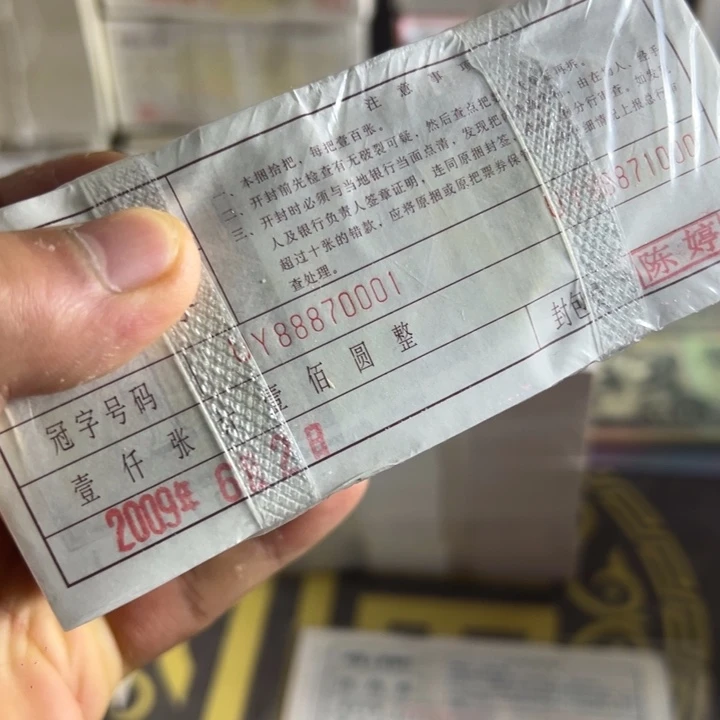 注意事
一、本捆拾把，每把查百张。
二、开封前先检查有无破裂可疑，然后查点把
三、开封时必须与当地银行当面点清，发现把
人及银行负责人签章证明，连同原捆封签
超过十张的错款，应将原捆或原把票券保
查处理。
冠字号码 Y88870001
壹仟张 壹佰圆整 封包
陈婷
2009年 6月2日